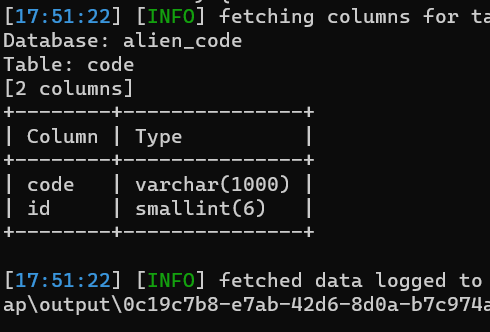 [17:51:22] [INFO] fetching columns for ta
Database: alien_code
Table: code
[2 columns]
+--------+---------------+
| Column | Type          |
+--------+---------------+
| code   | varchar(1000) |
| id     | smallint(6)   |
+--------+---------------+
[17:51:22] [INFO] fetched data logged to
ap\output\0c19c7b8-e7ab-42d6-8d0a-b7c974a